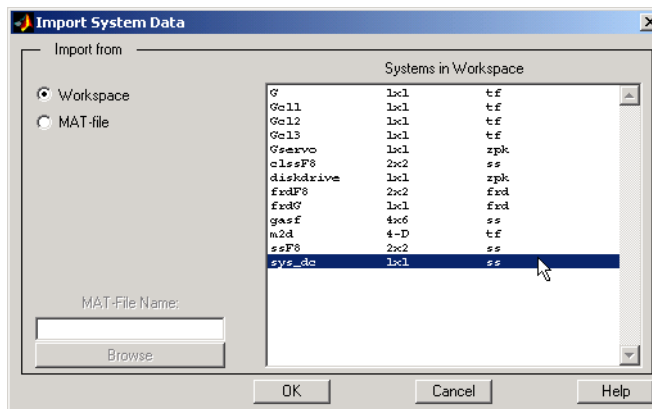 Import System Data
Import from
Systems in Workspace
Workspace
MAT-file
G 1x1 tf
Gcl1 1x1 tf
Gcl2 1x1 tf
Gcl3 1x1 tf
Gservo 1x1 zpk
clssF8 2x2 ss
diskdrive 1x1 zpk
frdF8 2x2 frd
frdG 1x1 frd
gasf 4x6 ss
m2d 4-D tf
ssF8 2x2 ss
sys_dc 1x1 ss
MAT-File Name:
Browse
OK Cancel Help